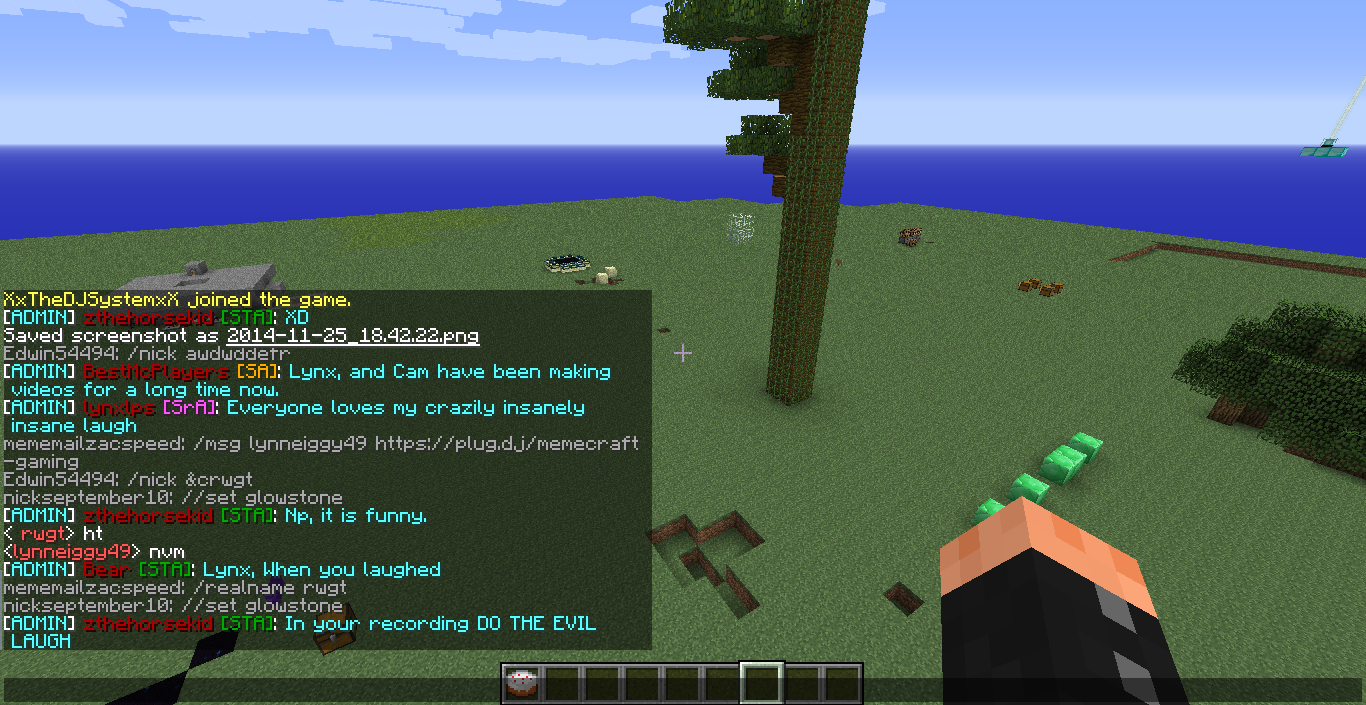 XxTheDJSystemxX joined the game.
[ADMIN] zthehorsekid [STA]: XD
Saved screenshot as 2014-11-25_18.42.22.png
Edwin54494: /nick awdwddetr
[ADMIN] BestMcPlayers [SA]: Lynx, and Cam have been making
videos for a long time now.
[ADMIN] lynxlps [SrA]: Everyone loves my crazily insanely
insane laugh
mememailzacspeed: /msg lynneiggy49 https://plug.dj/memecraft
-gaming
Edwin54494: /nick &crwgt
nickseptember10: //set glowstone
[ADMIN] zthehorsekid [STA]: Np, it is funny.
< rwgt> ht
<lynneiggy49> nvm
[ADMIN] Bear [STA]: Lynx, When you laughed
mememailzacspeed: /realname rwgt
nickseptember10: //set glowstone
[ADMIN] zthehorsekid [STA]: In your recording DO THE EVIL
LAUGH